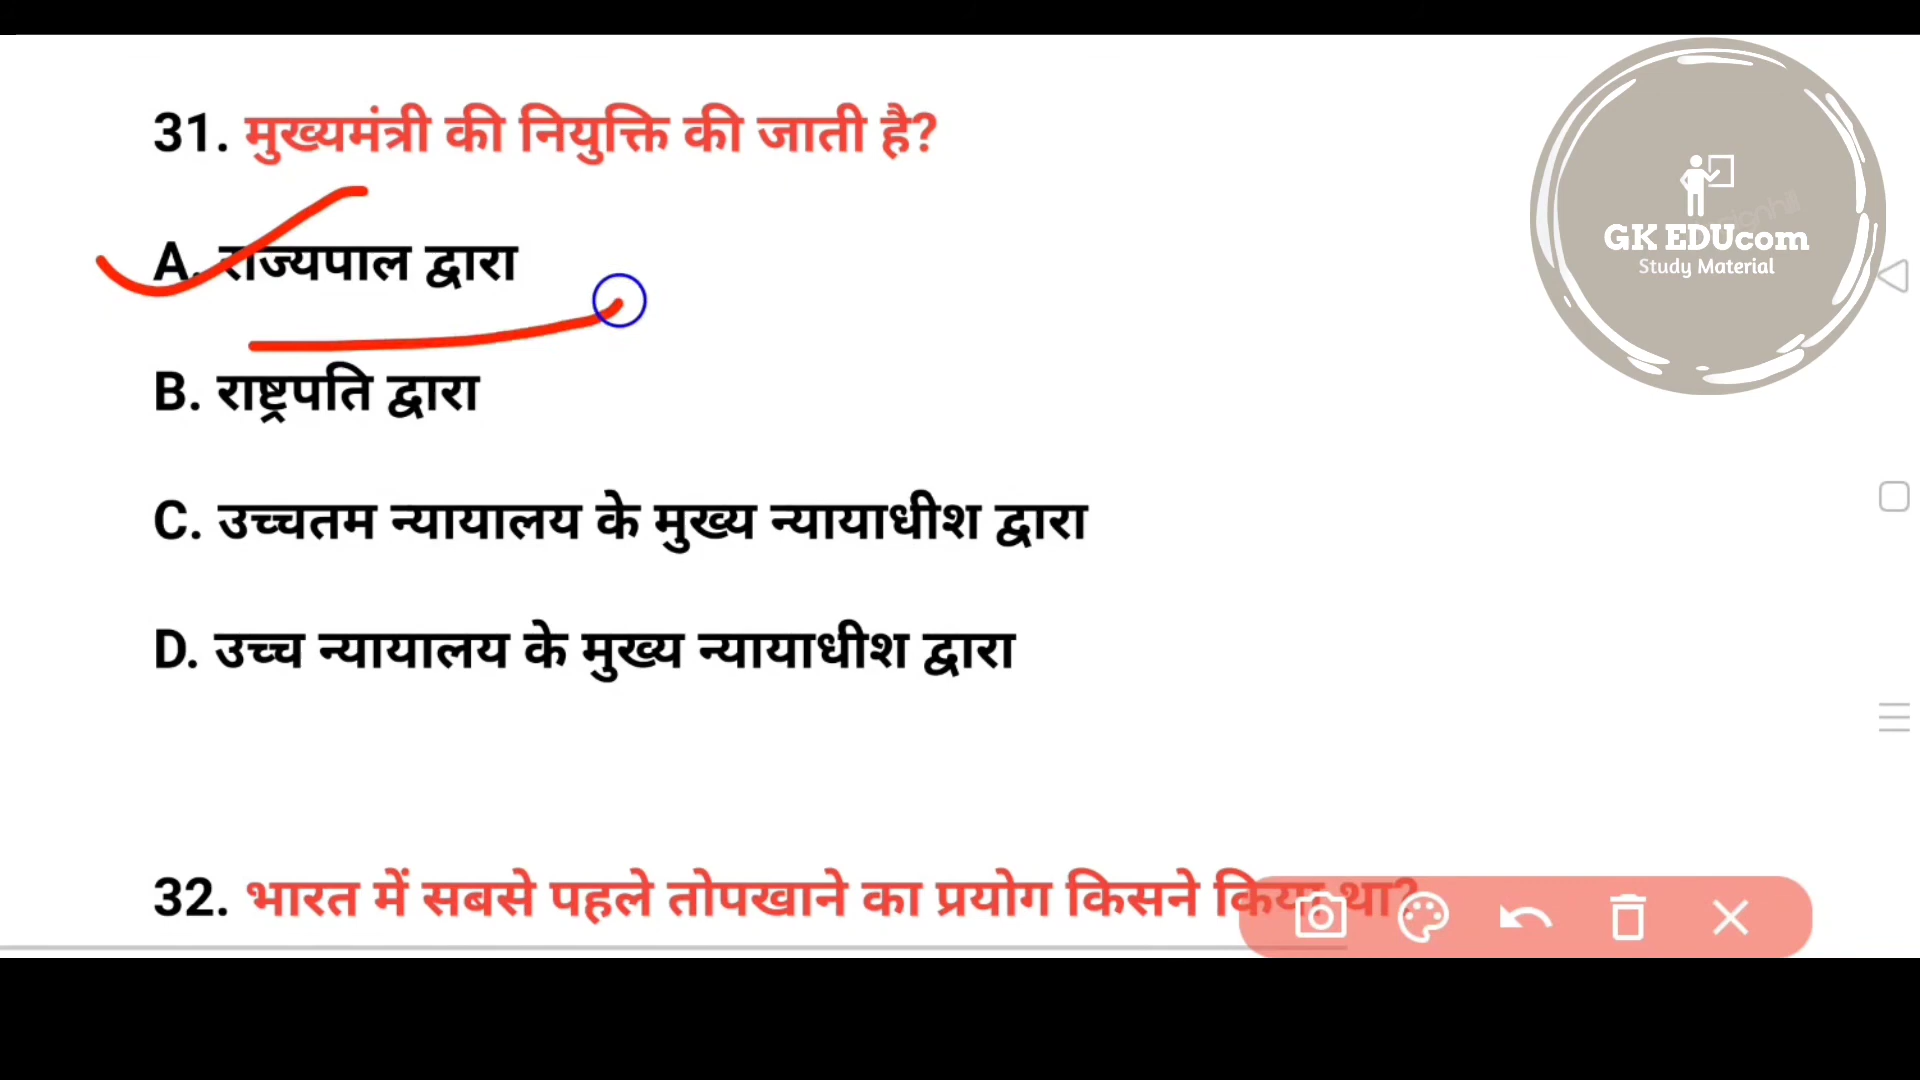 31. मुख्यमंत्री की नियुक्ति की जाती है?
A. राज्यपाल द्वारा
B. राष्ट्रपति द्वारा
C. उच्चतम न्यायालय के मुख्य न्यायाधीश द्वारा
D. उच्च न्यायालय के मुख्य न्यायाधीश द्वारा
32. भारत में सबसे पहले तोपखाने का प्रयोग किसने किया था?
GK EDUcom
Study Material